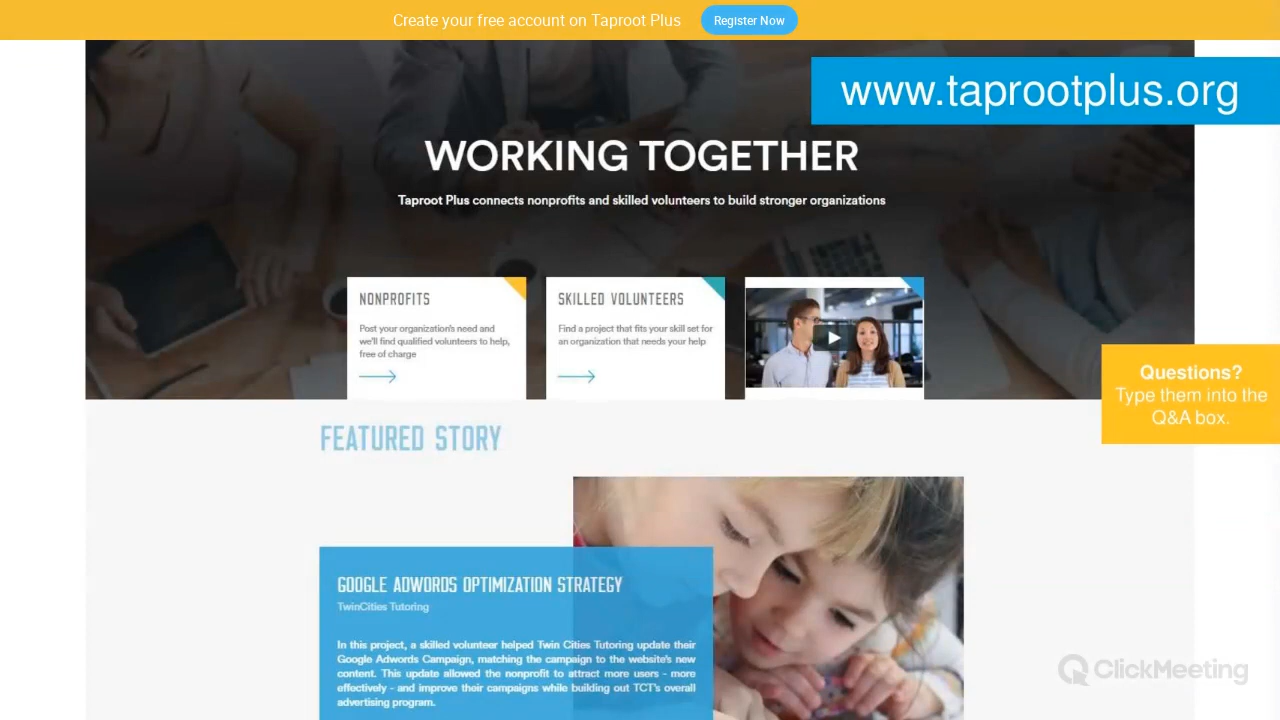 Create your free account on Taproot Plus
Register Now
www.taprootplus.org
WORKING TOGETHER
Taproot Plus connects nonprofits and skilled volunteers to build stronger organizations
NONPROFITS
Post your organization's need and
we'll find qualified volunteers to help,
free of charge
SKILLED VOLUNTEERS
Find a project that fits your skill set for
an organization that needs your help
Questions?
Type them into the
Q&A box.
FEATURED STORY
GOOGLE ADWORDS OPTIMIZATION STRATEGY
TwinCities Tutoring
In this project, a skilled volunteer helped Twin Cities Tutoring update their
Google Adwords Campaign, matching the campaign to the website's new
content. This update allowed the nonprofit to attract more users - more
effectively - and improve their campaigns while building out TCT's overall
advertising program.
ClickMeeting